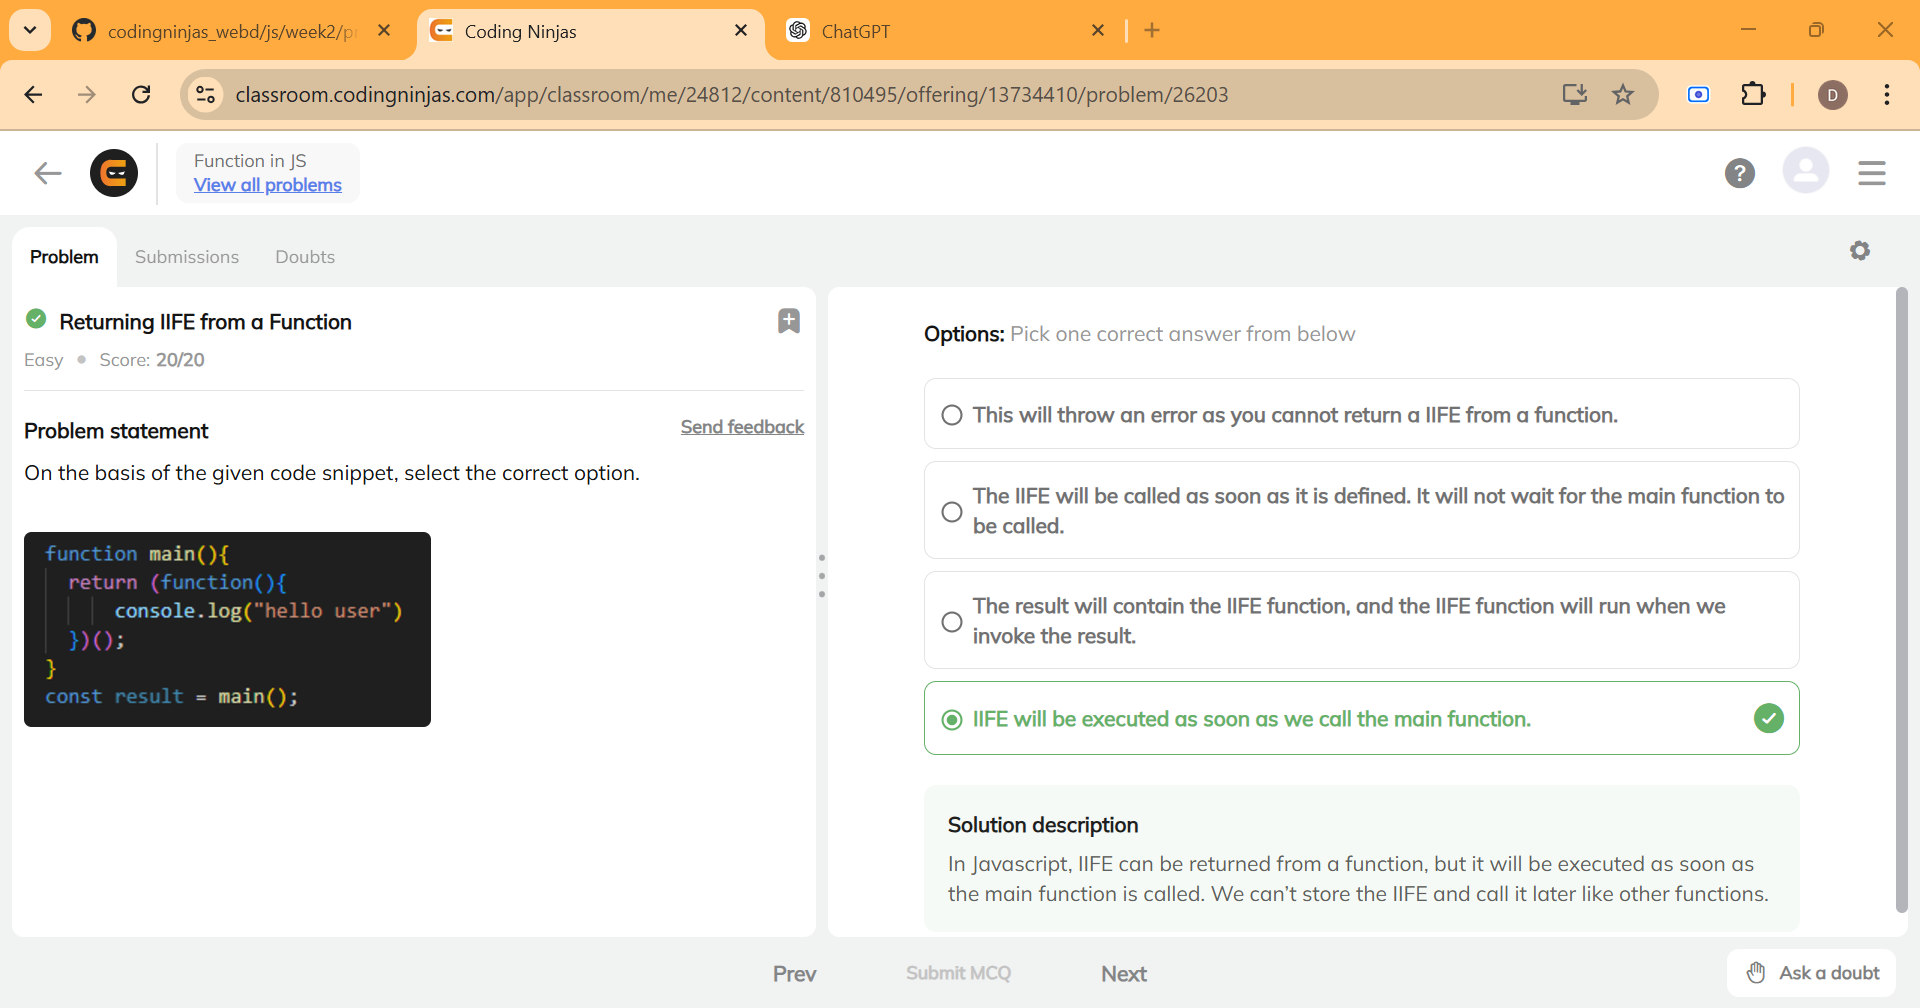 codingninjas_webd/js/week2/pr
Coding Ninjas
ChatGPT
classroom.codingninjas.com/app/classroom/me/24812/content/810495/offering/13734410/problem/26203
D
Function in JS
View all problems
?
Problem
Submissions
Doubts
Returning IIFE from a Function
Easy
Score: 20/20
Problem statement
Send feedback
On the basis of the given code snippet, select the correct option.
function main(){
return (function(){
console.log("hello user")
})();
}
const result = main();
Options: Pick one correct answer from below
This will throw an error as you cannot return a IIFE from a function.
The IIFE will be called as soon as it is defined. It will not wait for the main function to
be called.
The result will contain the IIFE function, and the IIFE function will run when we
invoke the result.
IIFE will be executed as soon as we call the main function.
Solution description
In Javascript, IIFE can be returned from a function, but it will be executed as soon as
the main function is called. We can’t store the IIFE and call it later like other functions.
Prev
Submit MCQ
Next
Ask a doubt